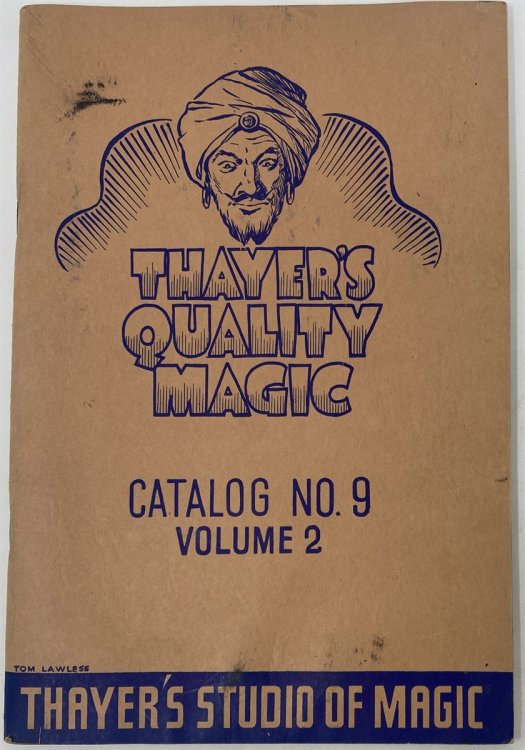 THAYER'S
QUALITY
MAGIC
CATALOG NO. 9
VOLUME 2
TOM LAWLESS
THAYER'S STUDIO OF MAGIC